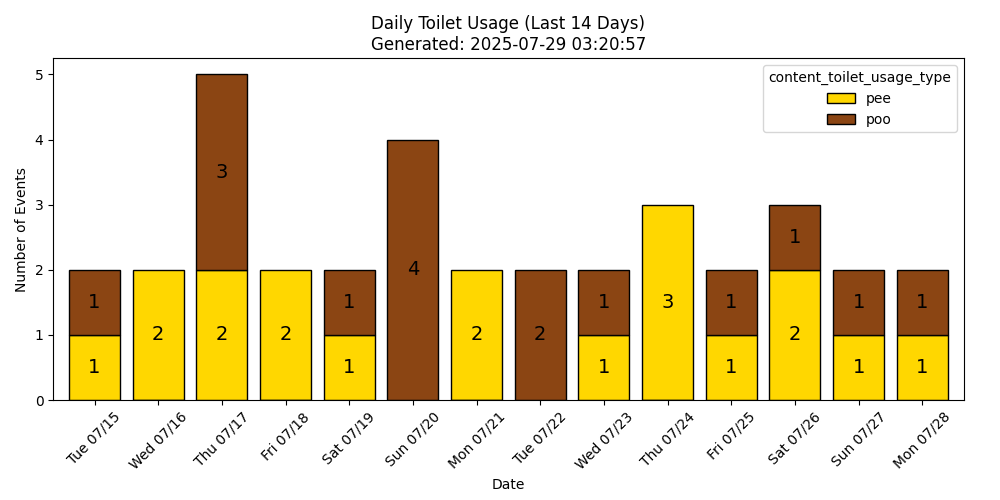 Daily Toilet Usage (Last 14 Days)
Generated: 2025-07-29 03:20:57
content_toilet_usage_type
pee
poo
Number of Events
5
4
3
2
1
0
1
1
2
3
2
2
1
1
4
2
2
1
1
3
1
1
1
2
1
1
1
1
Tue 07/15
Wed 07/16
Thu 07/17
Fri 07/18
Sat 07/19
Sun 07/20
Mon 07/21
Tue 07/22
Wed 07/23
Thu 07/24
Fri 07/25
Sat 07/26
Sun 07/27
Mon 07/28
Date